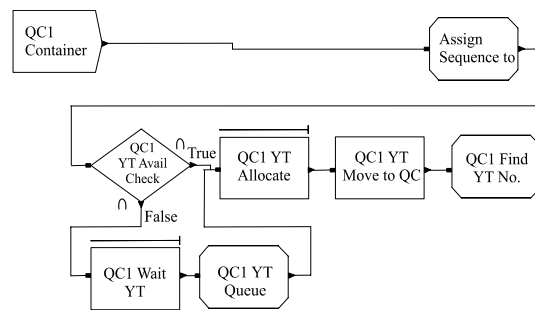 QC1
Container
Assign
Sequence to
QC1
YT Avail
Check
True
False
QC1 YT
Allocate
QC1 YT
Move to QC
QC1 Find
YT No.
QC1 Wait
YT
QC1 YT
Queue